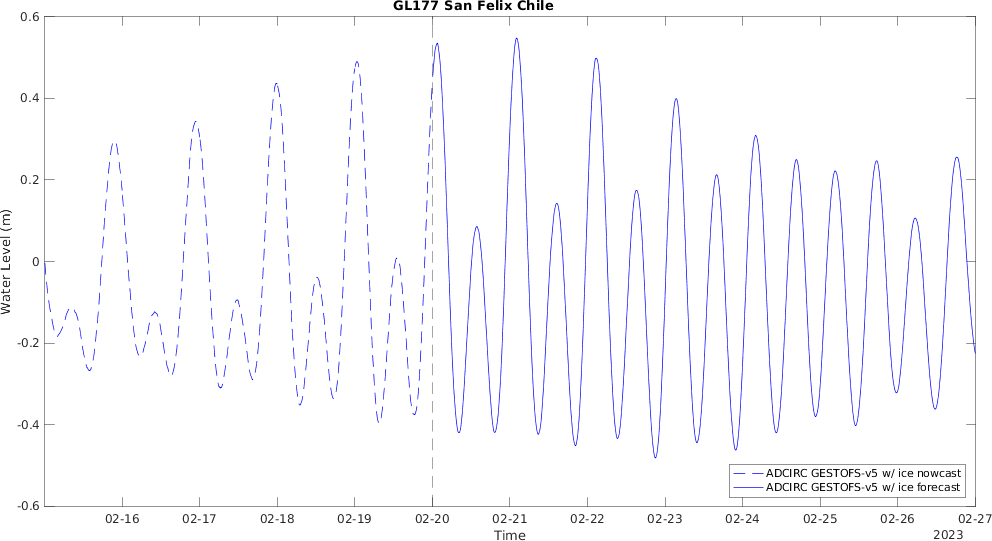 GL177 San Felix Chile
0.6
0.4
0.2
0
-0.2
-0.4
-0.6
Water Level (m)
ADCIRC GESTOFS-v5 w/ ice nowcast
ADCIRC GESTOFS-v5 w/ ice forecast
02-16 02-17 02-18 02-19 02-20 02-21 02-22 02-23 02-24 02-25 02-26 02-27
Time
2023